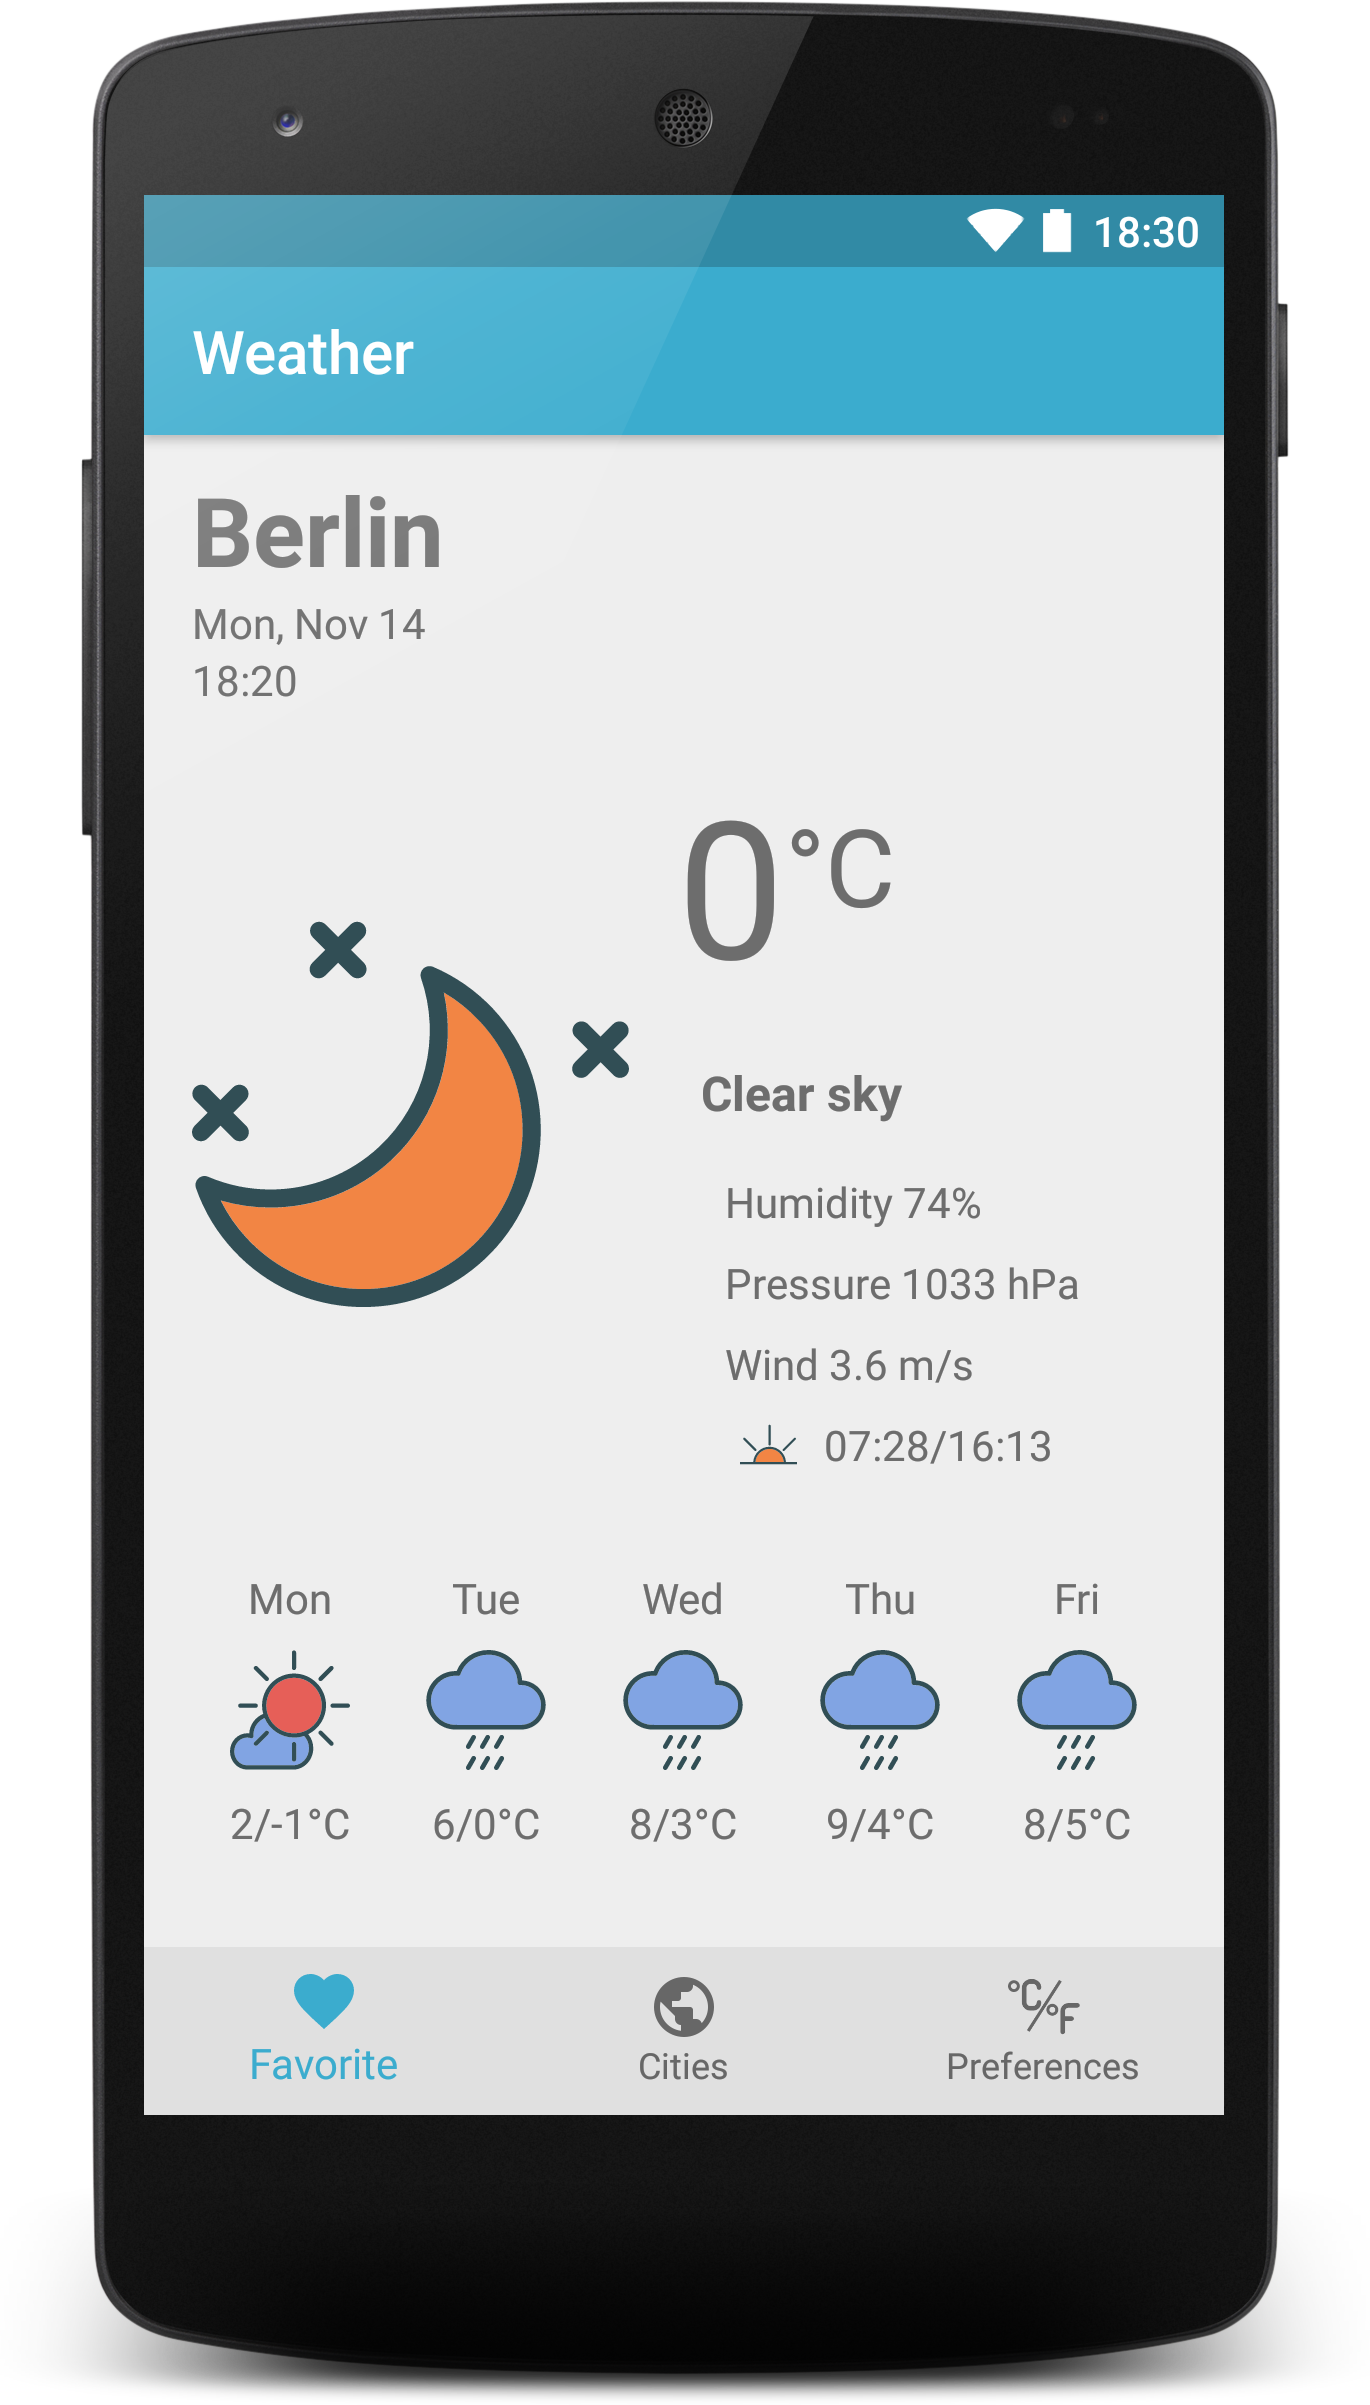 18:30
Weather
Berlin
Mon, Nov 14
18:20
0°C
Clear sky
Humidity 74%
Pressure 1033 hPa
Wind 3.6 m/s
07:28/16:13
Mon Tue Wed Thu Fri
2/-1°C 6/0°C 8/3°C 9/4°C 8/5°C
°C/°F
Favorite Cities Preferences